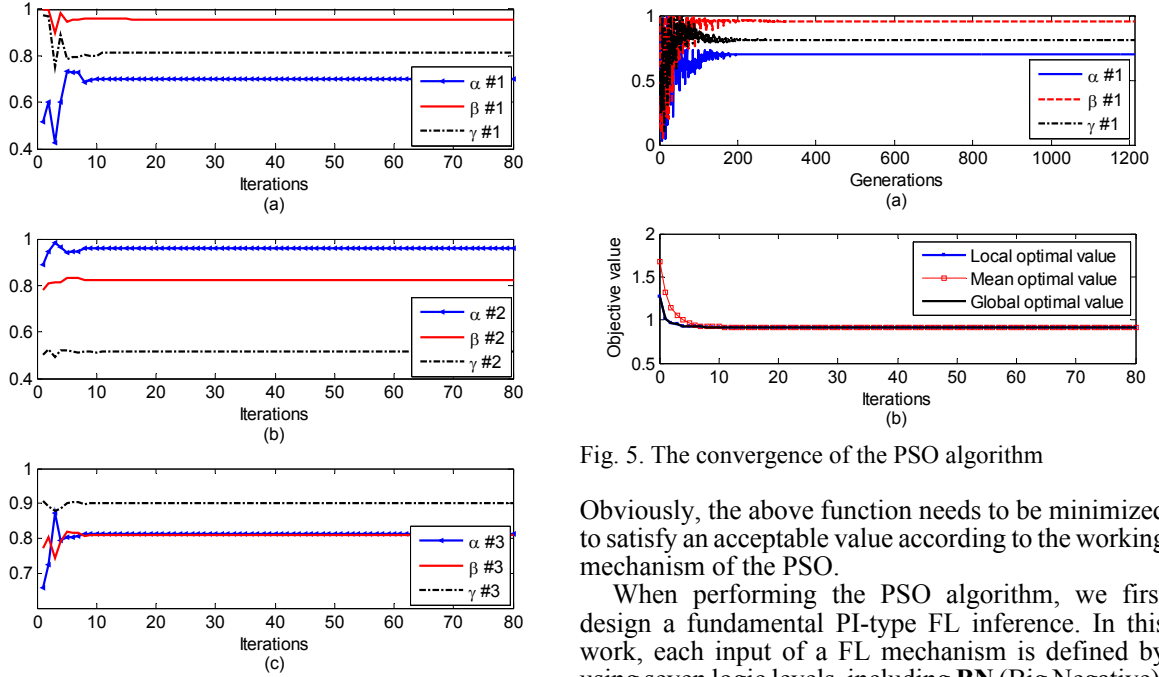 1
0.8
0.6
0.4
α #1
β #1
γ #1
0 10 20 30 40 50 60 70 80
Iterations
(a)
1
0.8
0.6
0.4
α #2
β #2
γ #2
0 10 20 30 40 50 60 70 80
Iterations
(b)
1
0.9
0.8
0.7
α #3
β #3
γ #3
0 10 20 30 40 50 60 70 80
Iterations
(c)
1
0.5
0
α #1
β #1
γ #1
0 200 400 600 800 1000 1200
Generations
(a)
2
1.5
1
0.5
Objective value
Local optimal value
Mean optimal value
Global optimal value
0 10 20 30 40 50 60 70 80
Iterations
(b)
Fig. 5. The convergence of the PSO algorithm
Obviously, the above function needs to be minimized
to satisfy an acceptable value according to the working
mechanism of the PSO.
When performing the PSO algorithm, we first
design a fundamental PI-type FL inference. In this
work, each input of a FL mechanism is defined by
using seven logic levels, including BN (Big Negative)